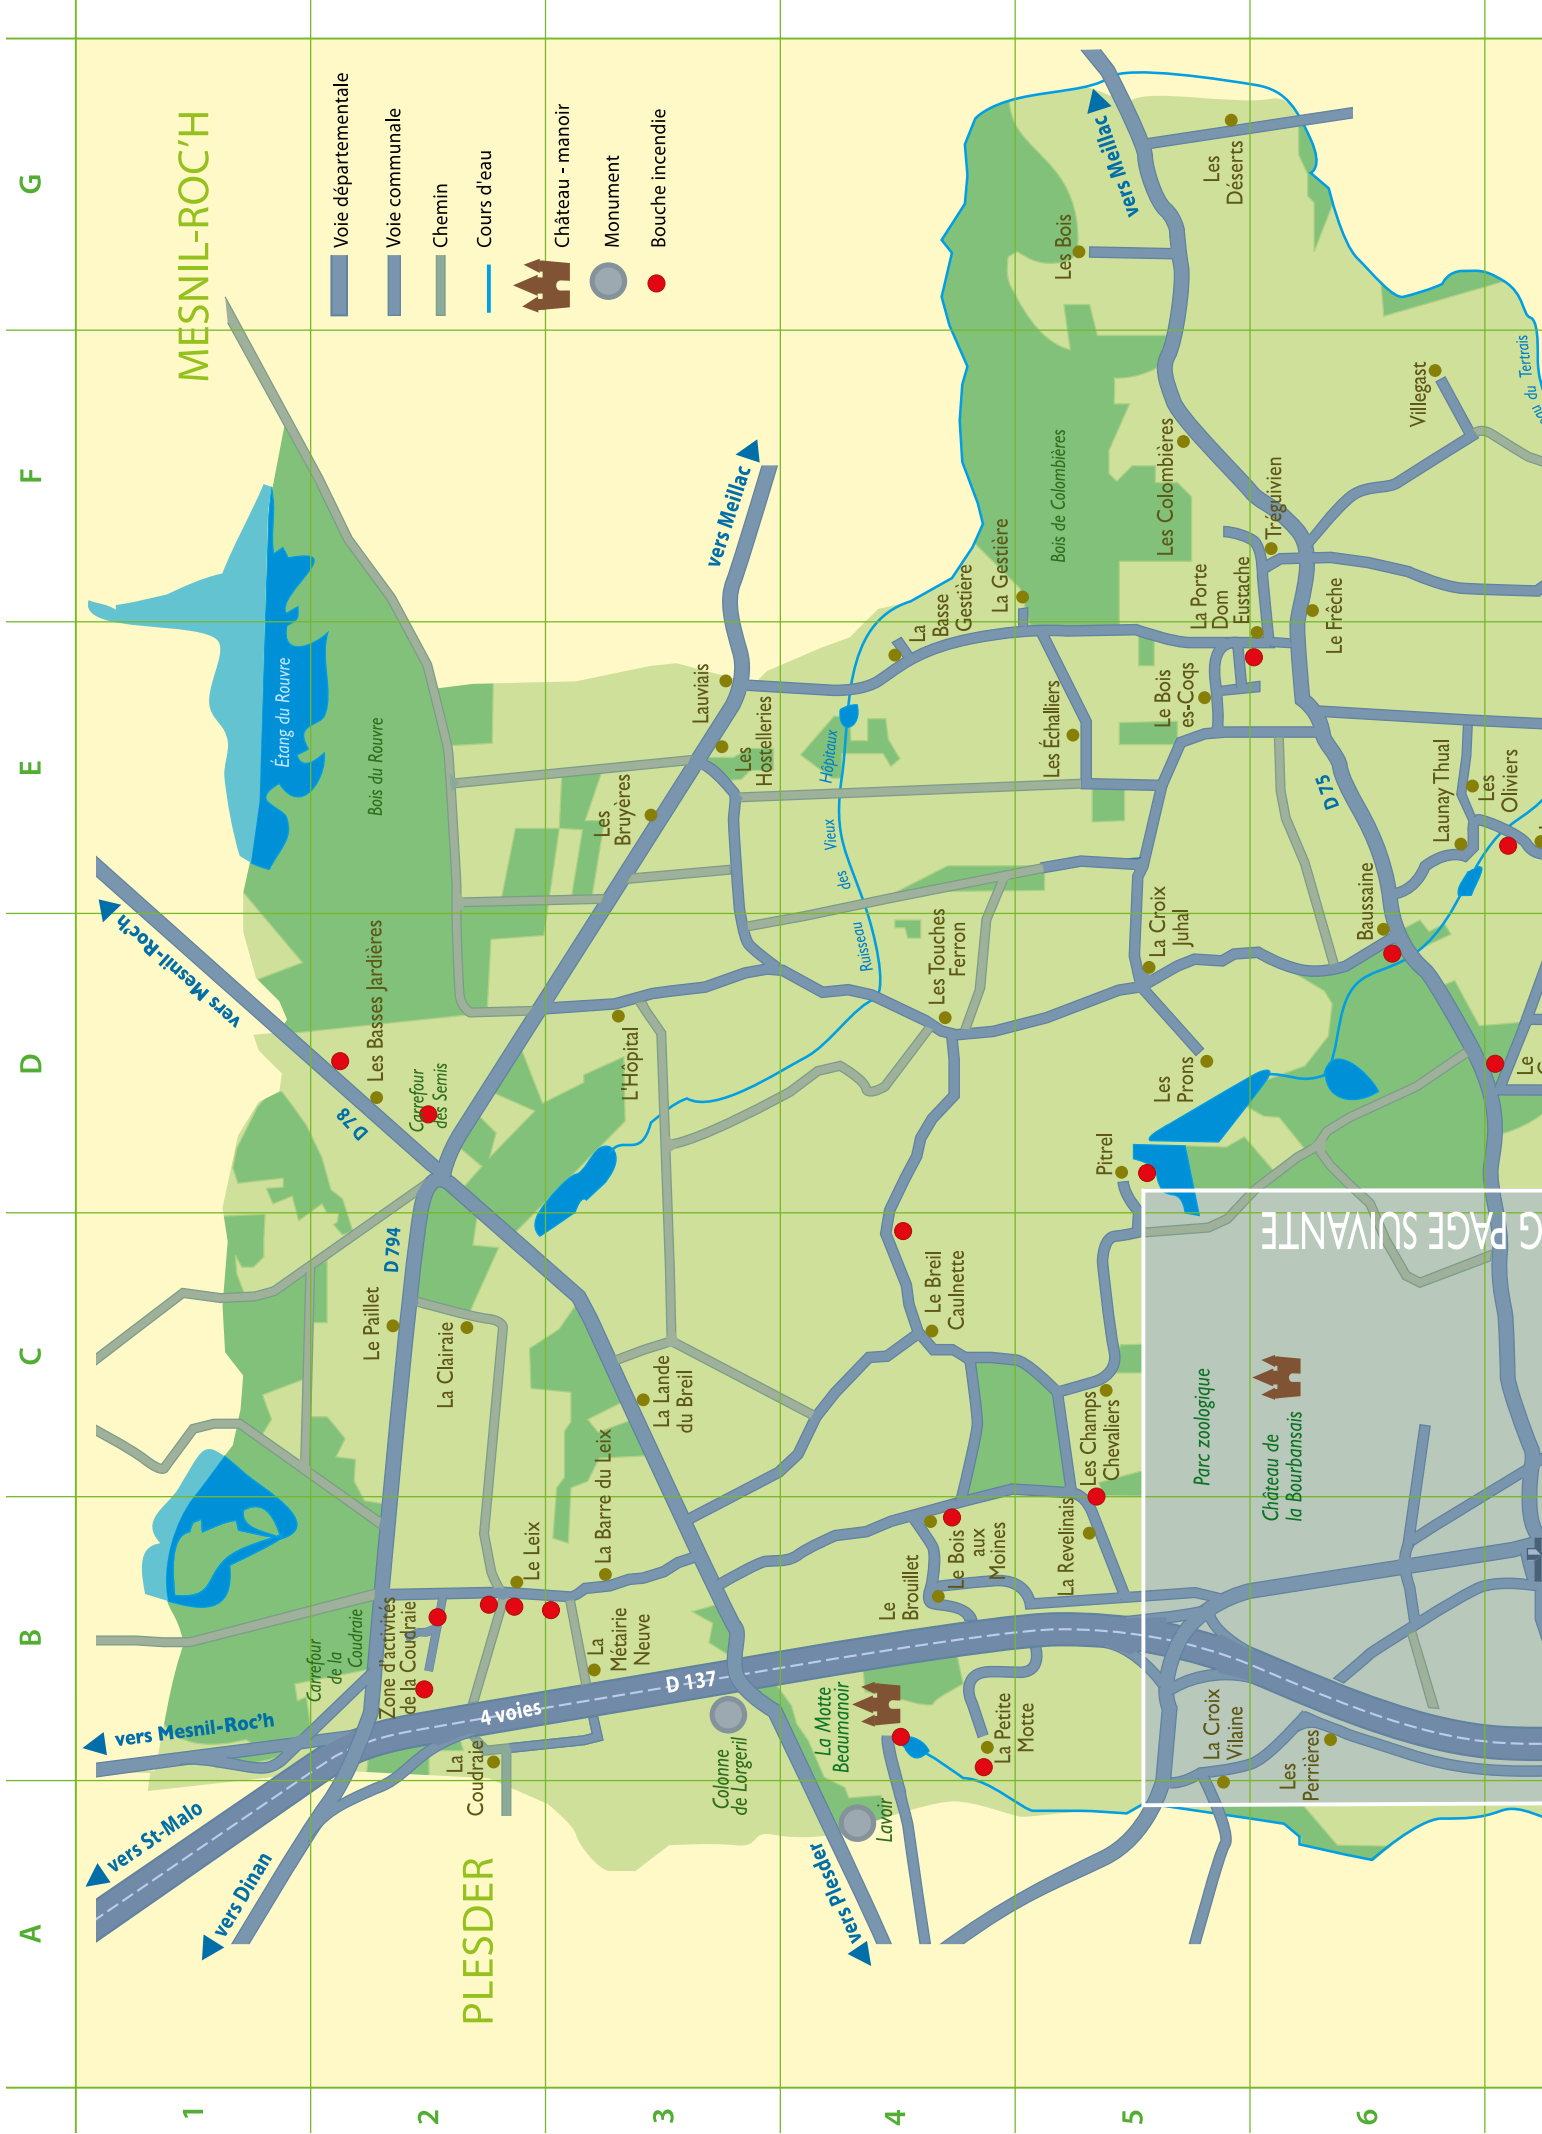 A
B
C
D
E
F
G
1
2
3
4
5
6
MESNIL-ROC'H
PLESDER
Voie départementale
Voie communale
Chemin
Cours d'eau
Château - manoir
Monument
Bouche incendie
vers St-Malo
vers Dinan
vers Mesnil-Roc'h
vers Mesnil-Roc'h
Étang du Rouvre
Bois du Rouvre
D 78
Les Basses Jardières
Carrefour
des Semis
D 794
Le Paillet
La Clairaie
Carrefour
de la
Coudraie
Zone d'activités
de la Coudraie
Le Leix
La Barre du Leix
La
Métairie
Neuve
4 voies
D 137
La
Coudraie
La Lande
du Breil
L'Hôpital
Les
Bruyères
Lauviais
Les
Hostelleries
vers Meillac
Colonne
de Lorgeril
La Motte
Beaumanoir
Lavoir
vers Plesder
Ruisseau
des
Vieux
Hôpitaux
La
Basse
Gestière
La Gestière
Les Touches
Ferron
Le Breil
Caulnette
Le
Brouillet
Le Bois
aux
Moines
La Petite
Motte
La Revelinais
Les Champs
Chevaliers
Les Échalliers
Bois de Colombières
Les Bois
vers Meillac
Les
Déserts
Les Colombières
Tréguivien
La Porte
Dom
Eustache
Le Bois
es-Coqs
Le Frêche
Villegast
du Tertrais
D 75
Launay Thual
Les
Oliviers
Baussaine
La Croix
Juhal
Les
Prons
Pitrel
Le
G PAGE SUIVANTE
Parc zoologique
Château de
la Bourbansais
La Croix
Vilaine
Les
Perrières